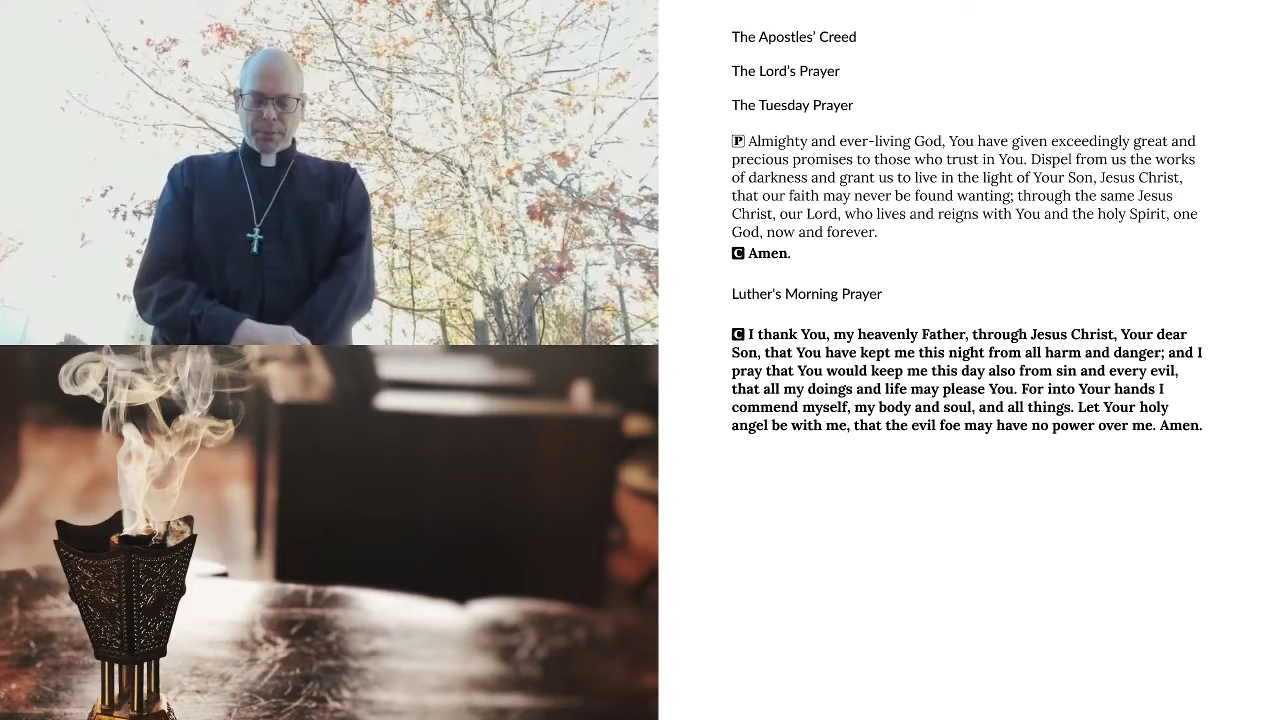 The Apostles’ Creed
The Lord’s Prayer
The Tuesday Prayer
P Almighty and ever-living God, You have given exceedingly great and
precious promises to those who trust in You. Dispel from us the works
of darkness and grant us to live in the light of Your Son, Jesus Christ,
that our faith may never be found wanting; through the same Jesus
Christ, our Lord, who lives and reigns with You and the holy Spirit, one
God, now and forever.
C Amen.
Luther's Morning Prayer
C I thank You, my heavenly Father, through Jesus Christ, Your dear
Son, that You have kept me this night from all harm and danger; and I
pray that You would keep me this day also from sin and every evil,
that all my doings and life may please You. For into Your hands I
commend myself, my body and soul, and all things. Let Your holy
angel be with me, that the evil foe may have no power over me. Amen.